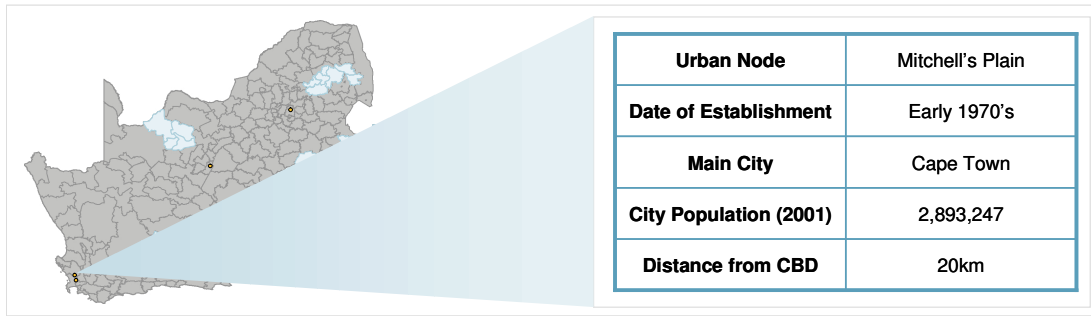 Urban Node Mitchell's Plain
Date of Establishment Early 1970's
Main City Cape Town
City Population (2001) 2,893,247
Distance from CBD 20km